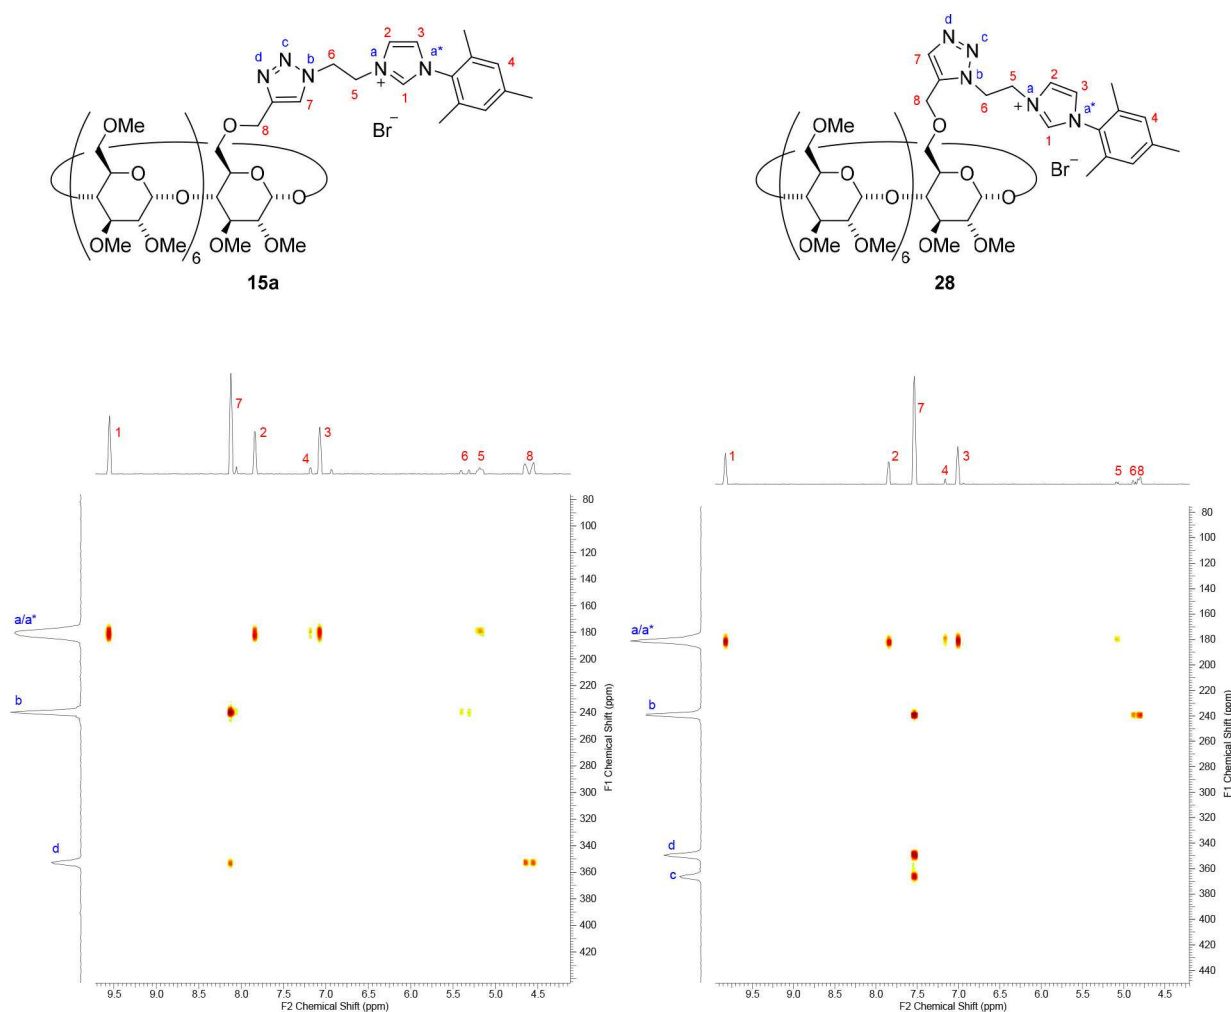 d
c
b
N
N
N
6
7
5
8
2
3
a
a*
N
+
N
1
4
Br−
OMe
O
O
O
O
O
O
OMe
OMe
OMe
OMe
6
15a
d
N
c
N
7
N
b
5
8
6
2
3
a
N
+
a*
N
1
4
Br−
OMe
O
O
O
O
O
O
OMe
OMe
OMe
OMe
6
28
1
7
2
4
3
6
5
8
a/a*
b
d
80
100
120
140
160
180
200
220
240
260
280
300
320
340
360
380
400
420
F1 Chemical Shift (ppm)
9.5 9.0 8.5 8.0 7.5 7.0 6.5 6.0 5.5 5.0 4.5
F2 Chemical Shift (ppm)
1
2
7
4
3
5
68
a/a*
b
d
c
80
100
120
140
160
180
200
220
240
260
280
300
320
340
360
380
400
420
440
F1 Chemical Shift (ppm)
9.5 9.0 8.5 8.0 7.5 7.0 6.5 6.0 5.5 5.0 4.5
F2 Chemical Shift (ppm)